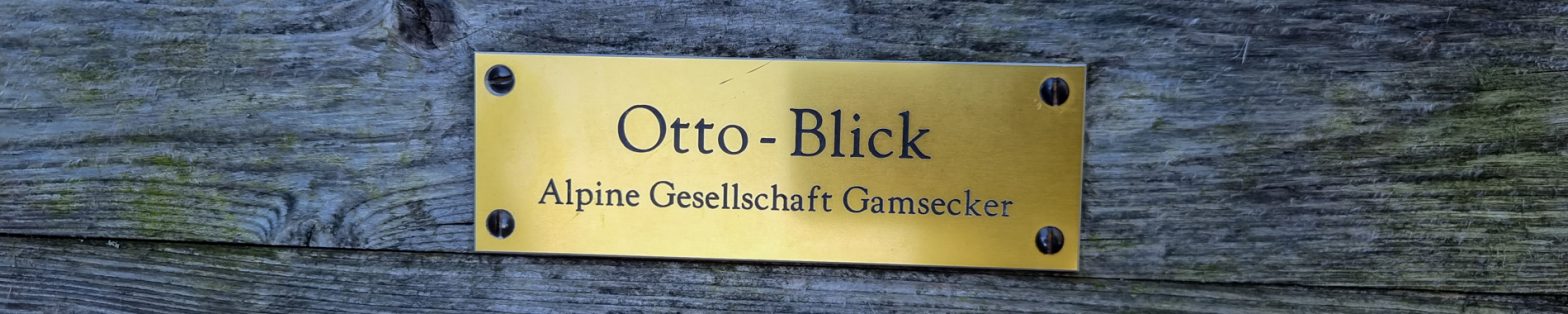 Otto - Blick
Alpine Gesellschaft Gamsecker